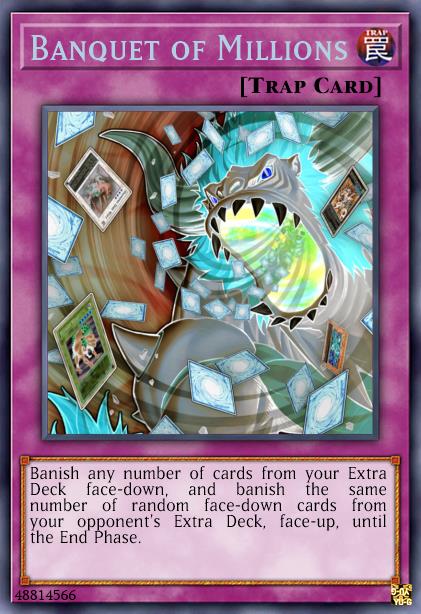 Banquet of Millions
TRAP
罠
[Trap Card]
Banish any number of cards from your Extra
Deck face-down, and banish the same
number of random face-down cards from
your opponent's Extra Deck, face-up, until
the End Phase.
48814566